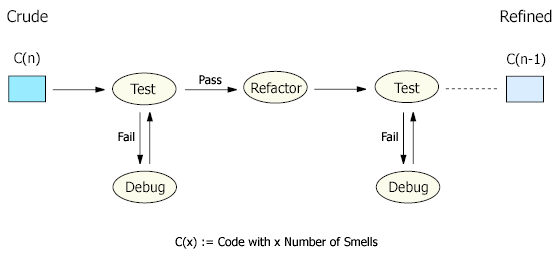 Crude
Refined
C(n)
C(n-1)
Test
Pass
Refactor
Test
Fail
Fail
Debug
Debug
C(x) := Code with x Number of Smells